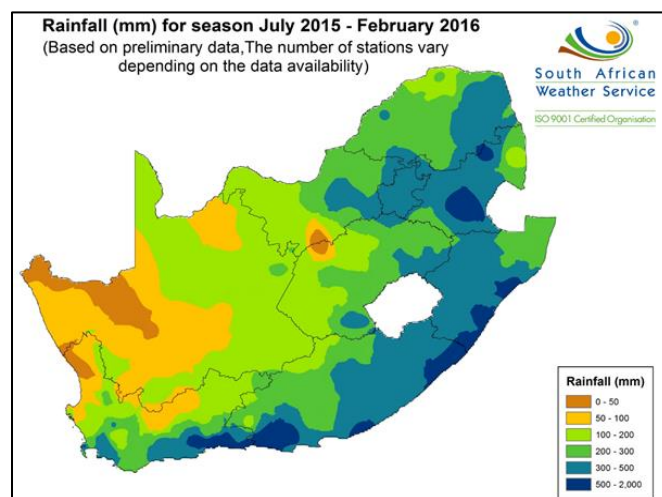 Rainfall (mm) for season July 2015 - February 2016
(Based on preliminary data,The number of stations vary
depending on the data availability)
South African
Weather Service
ISO 9001 Certified Organisation
Rainfall (mm)
0 - 50
50 - 100
100 - 200
200 - 300
300 - 500
500 - 2,000